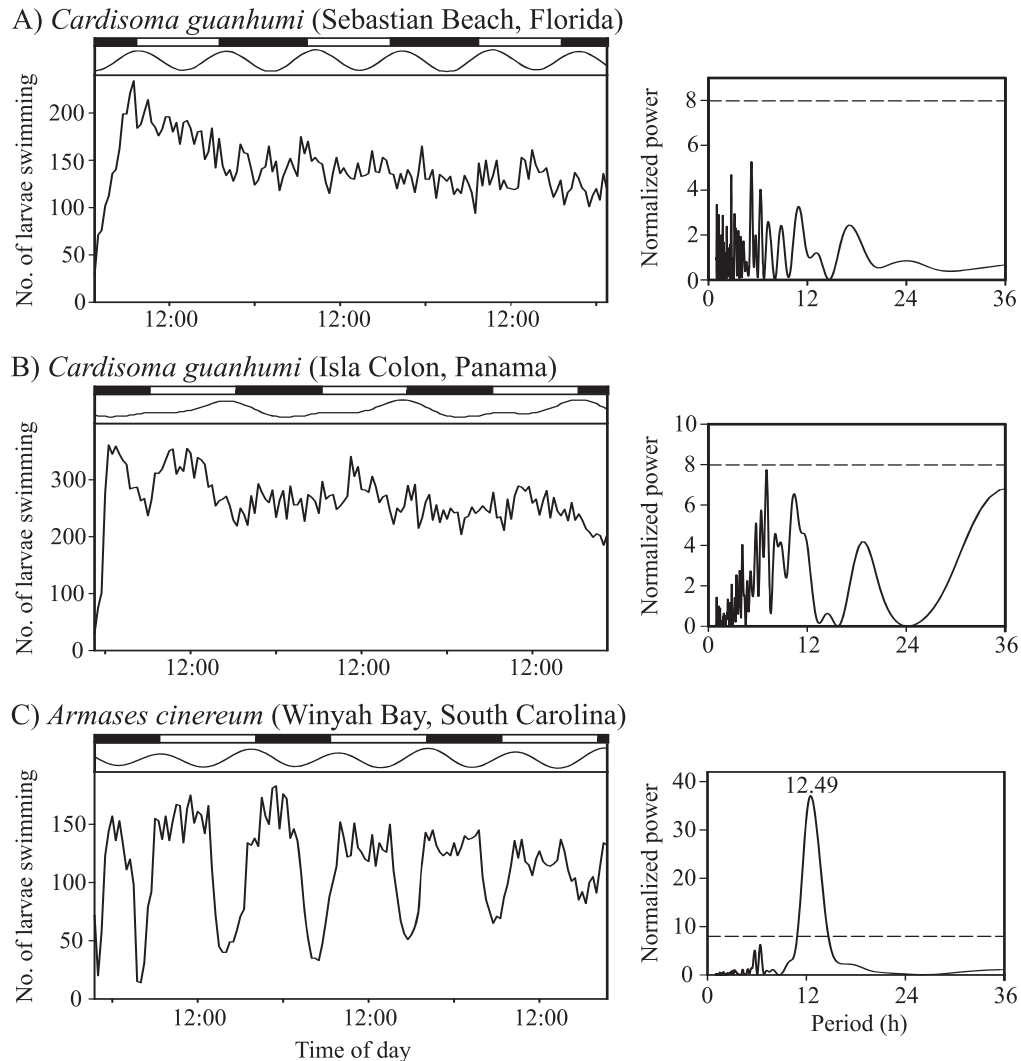 A) Cardisoma guanhumi (Sebastian Beach, Florida)
No. of larvae swimming
200
150
100
50
0
12:00 12:00 12:00
Normalized power
8
6
4
2
0
0 12 24 36
B) Cardisoma guanhumi (Isla Colon, Panama)
No. of larvae swimming
300
200
100
0
12:00 12:00 12:00
Normalized power
10
8
6
4
2
0
0 12 24 36
C) Armases cinereum (Winyah Bay, South Carolina)
No. of larvae swimming
150
100
50
0
12:00 12:00 12:00
Time of day
Normalized power
40
30
20
10
0
12.49
0 12 24 36
Period (h)